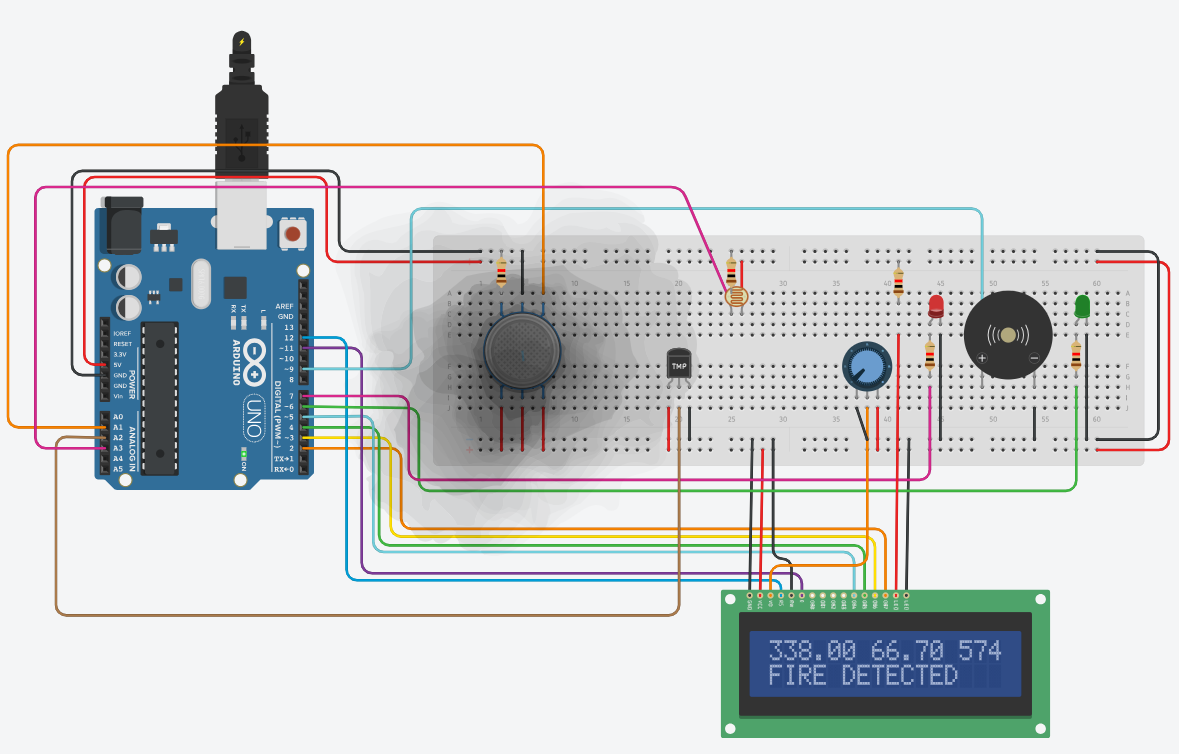 AREF
GND
13
12
~11
~10
~9
8
7
~6
~5
4
~3
2
TX→1
RX←0
DIGITAL (PWM~)
IOREF
RESET
3.3V
5V
GND
GND
Vin
POWER
A0
A1
A2
A3
A4
A5
ANALOG IN
RX
TX
L
ARDUINO
UNO
ON
TMP
338.00 66.70 574
FIRE DETECTED